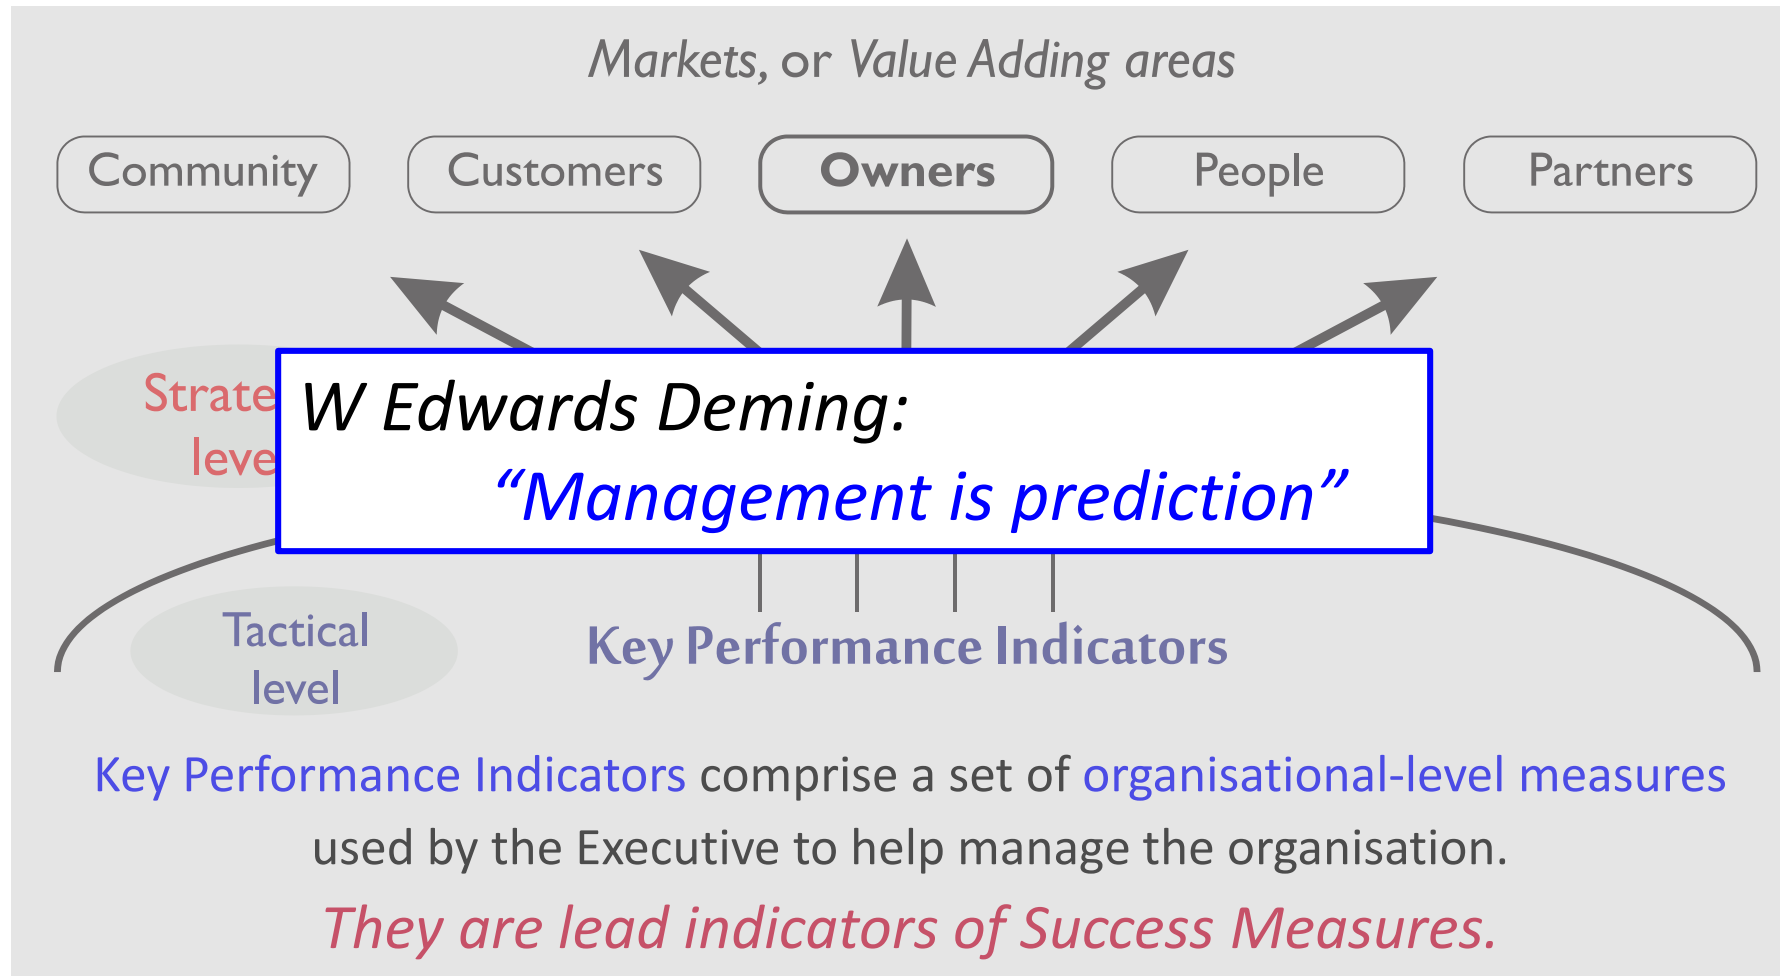 Markets, or Value Adding areas
Community Customers Owners People Partners
W Edwards Deming:
“Management is prediction”
Tactical
level
Key Performance Indicators
Key Performance Indicators comprise a set of organisational-level measures
used by the Executive to help manage the organisation.
They are lead indicators of Success Measures.